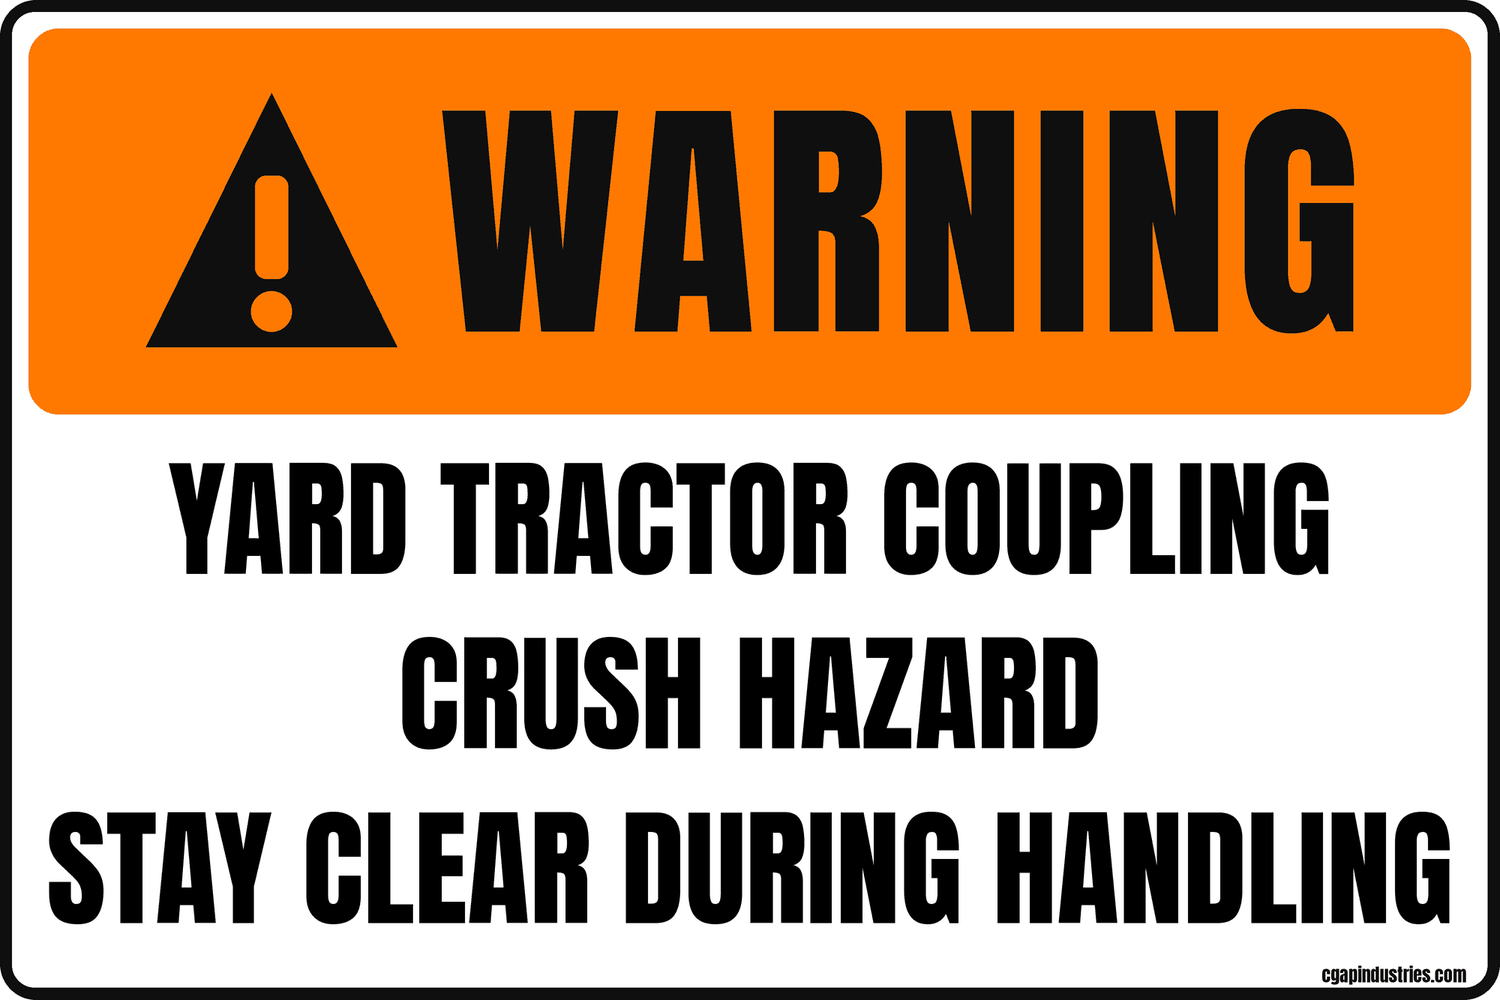 WARNING
YARD TRACTOR COUPLING
CRUSH HAZARD
STAY CLEAR DURING HANDLING
cgapindustries.com